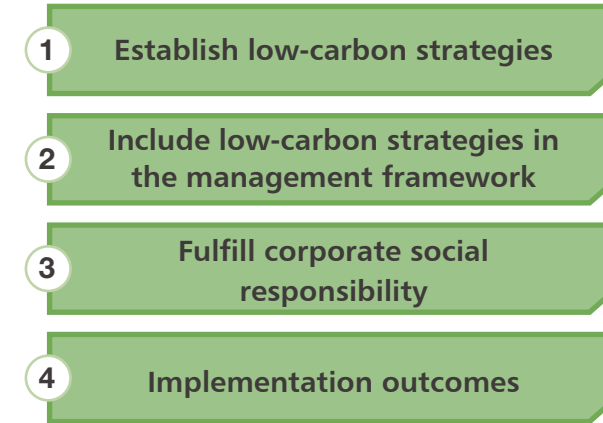 1
Establish low-carbon strategies
2
Include low-carbon strategies in
the management framework
3
Fulfill corporate social
responsibility
4
Implementation outcomes